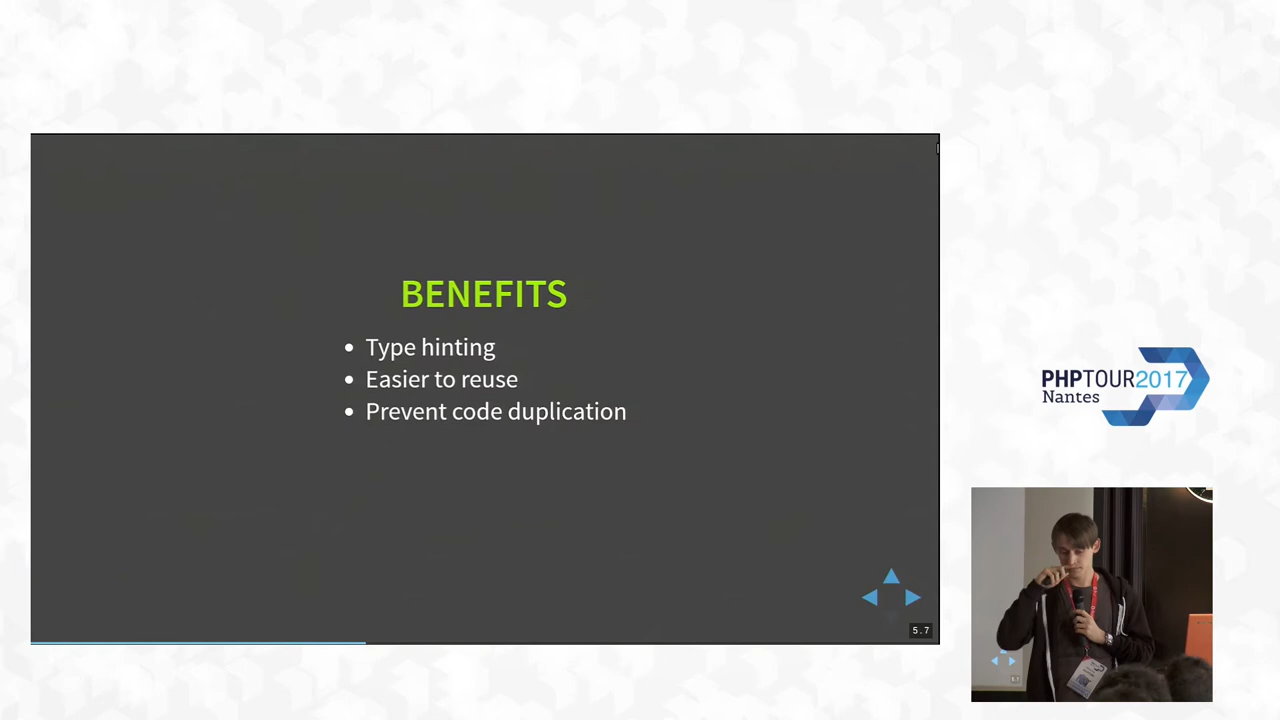 BENEFITS
Type hinting
Easier to reuse
Prevent code duplication
5.7
PHPTOUR2017
Nantes